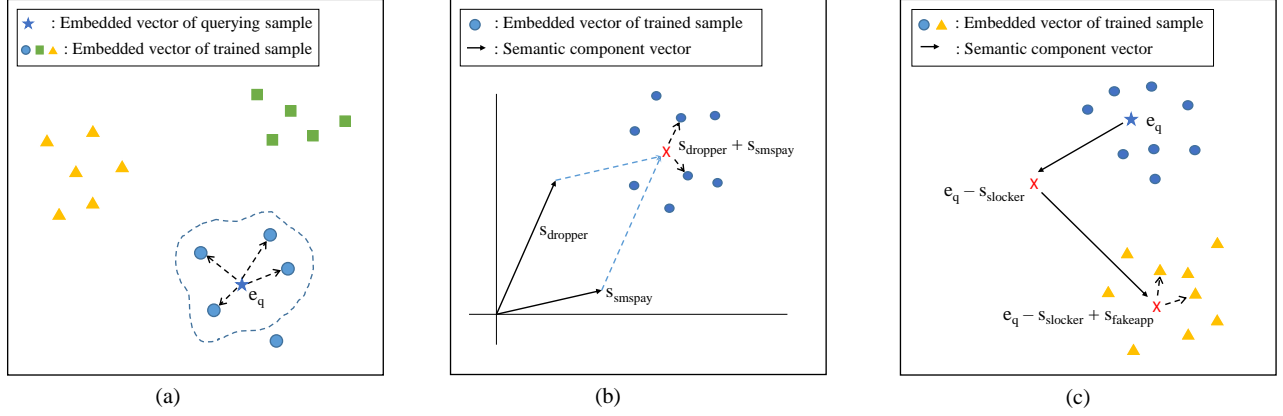 : Embedded vector of querying sample
: Embedded vector of trained sample
e_q
(a)
: Embedded vector of trained sample
: Semantic component vector
X
s_dropper + s_smspay
s_dropper
s_smspay
(b)
: Embedded vector of trained sample
: Semantic component vector
e_q
X
e_q – s_slocker
X
e_q – s_slocker + s_fakeapp
(c)